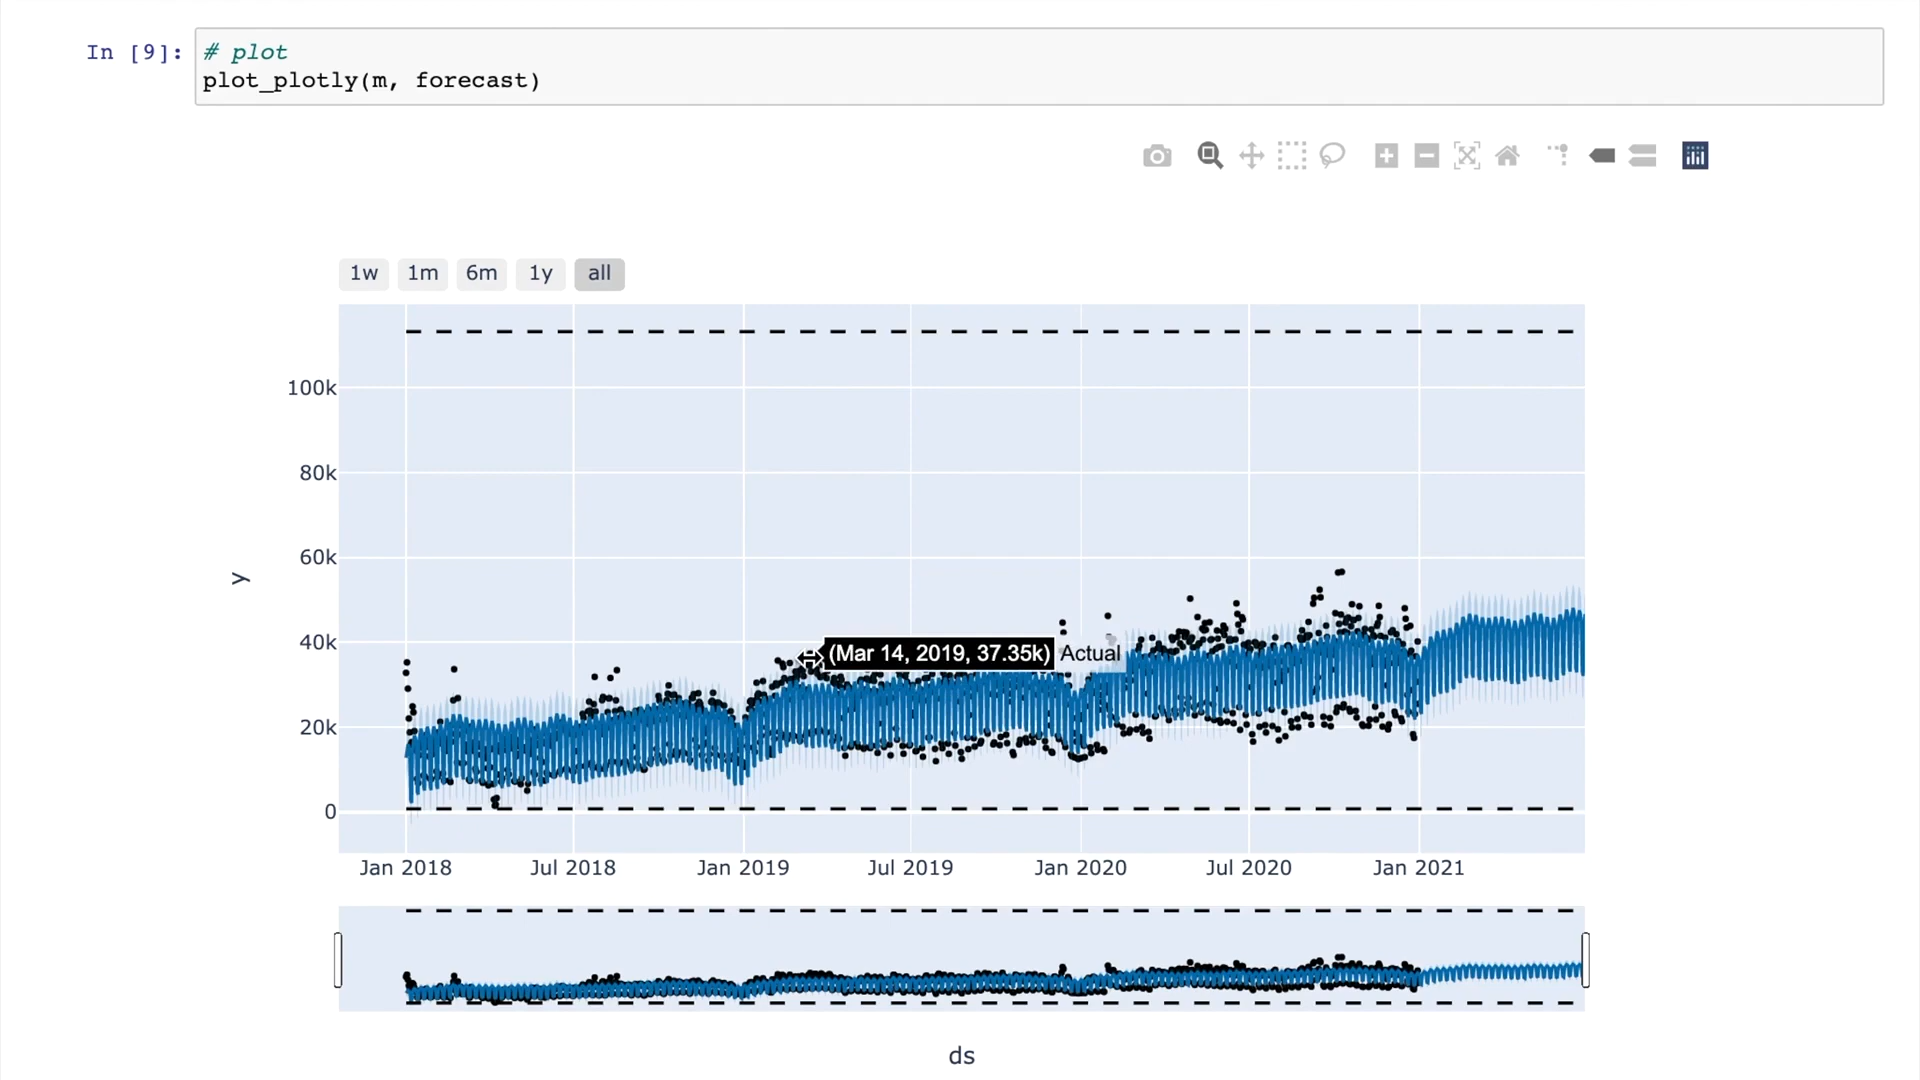 In [9]: # plot
plot_plotly(m, forecast)
1w 1m 6m 1y all
100k
80k
60k
40k
20k
0
y
(Mar 14, 2019, 37.35k) Actual
Jan 2018 Jul 2018 Jan 2019 Jul 2019 Jan 2020 Jul 2020 Jan 2021
ds